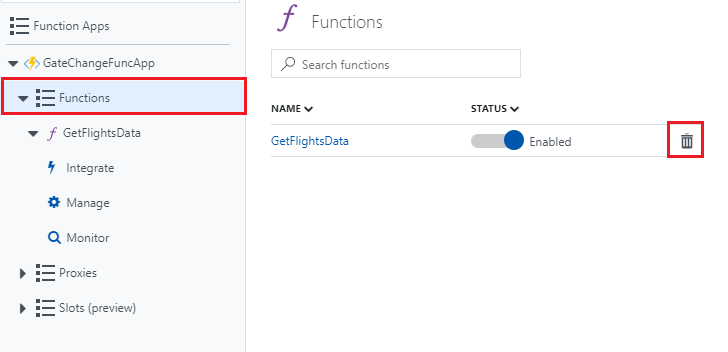 Function Apps
GateChangeFuncApp
Functions
GetFlightsData
Integrate
Manage
Monitor
Proxies
Slots (preview)
Functions
Search functions
NAME STATUS
GetFlightsData Enabled